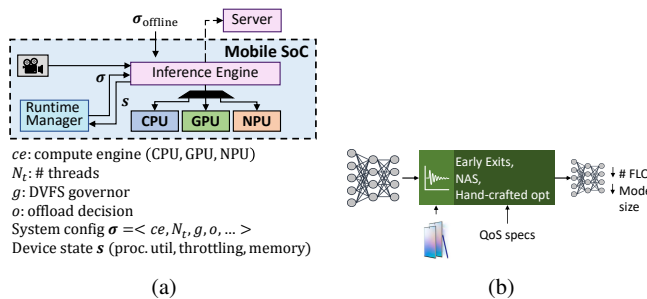 σ_offline
Server
Mobile SoC
σ
Inference Engine
s
Runtime
Manager
CPU
GPU
NPU
ce: compute engine (CPU, GPU, NPU)
N_t: # threads
g: DVFS governor
o: offload decision
System config σ =< ce, N_t, g, o, … >
Device state s (proc. util, throttling, memory)
(a)
Early Exits,
NAS,
Hand-crafted opt
↓ # FLO
↓ Mode
size
QoS specs
(b)